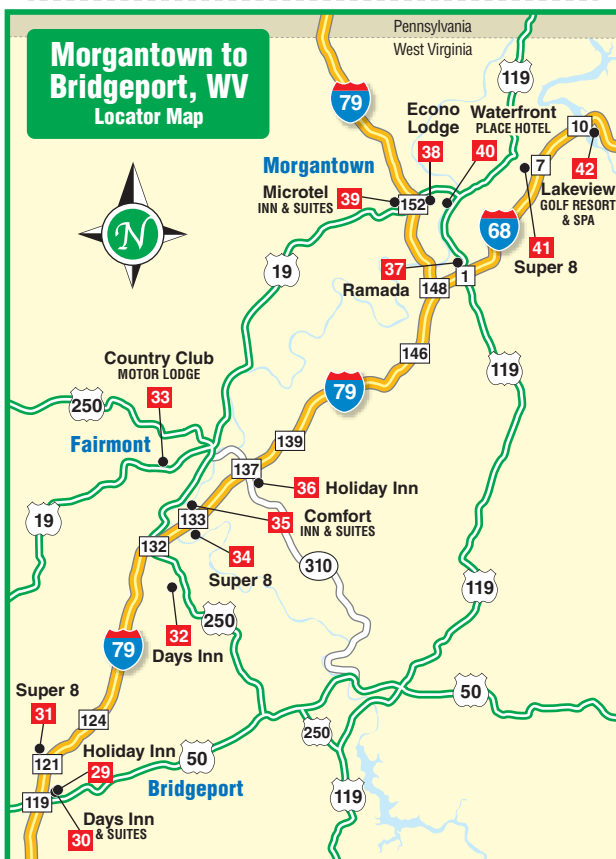 Pennsylvania
West Virginia
Morgantown to
Bridgeport, WV
Locator Map
N
79
119
Econo
Lodge
38
Waterfront
PLACE HOTEL
40
10
7
42
Lakeview
GOLF RESORT
& SPA
Morgantown
Microtel
INN & SUITES
39
152
68
41
Super 8
37
Ramada
1
148
19
146
119
Country Club
MOTOR LODGE
33
79
250
Fairmont
139
137
36
Holiday Inn
19
133
35
Comfort
INN & SUITES
132
34
Super 8
310
119
32
Days Inn
250
79
50
Super 8
31
124
250
121
Holiday Inn
29
50
Bridgeport
119
119
30
Days Inn
& SUITES